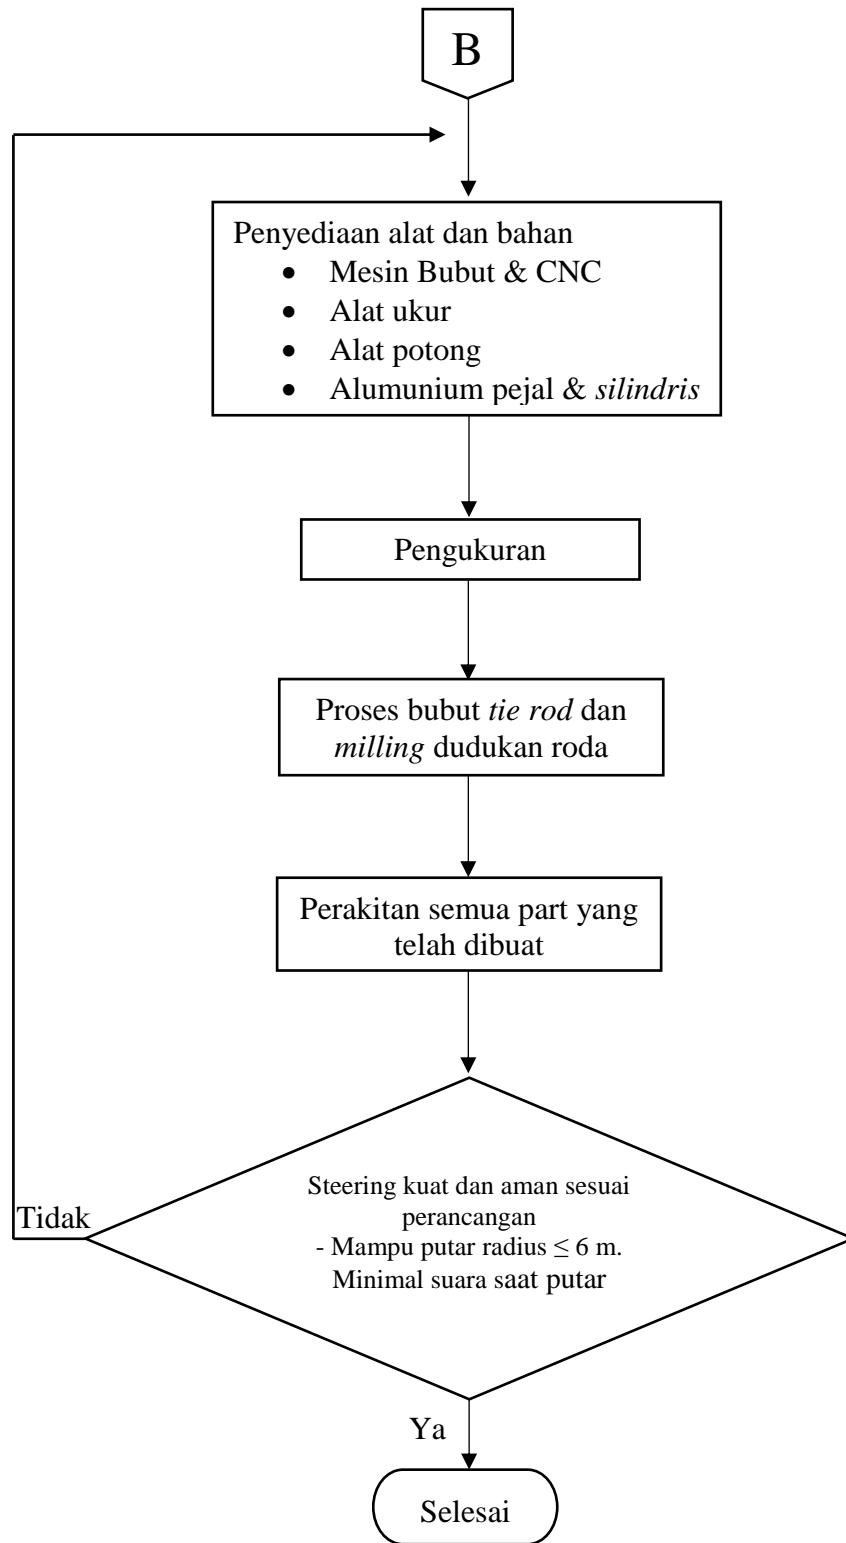 B
Penyediaan alat dan bahan
• Mesin Bubut & CNC
• Alat ukur
• Alat potong
• Alumunium pejal & silindris
Pengukuran
Proses bubut tie rod dan
milling dudukan roda
Perakitan semua part yang
telah dibuat
Steering kuat dan aman sesuai
perancangan
- Mampu putar radius ≤ 6 m.
Minimal suara saat putar
Tidak
Ya
Selesai